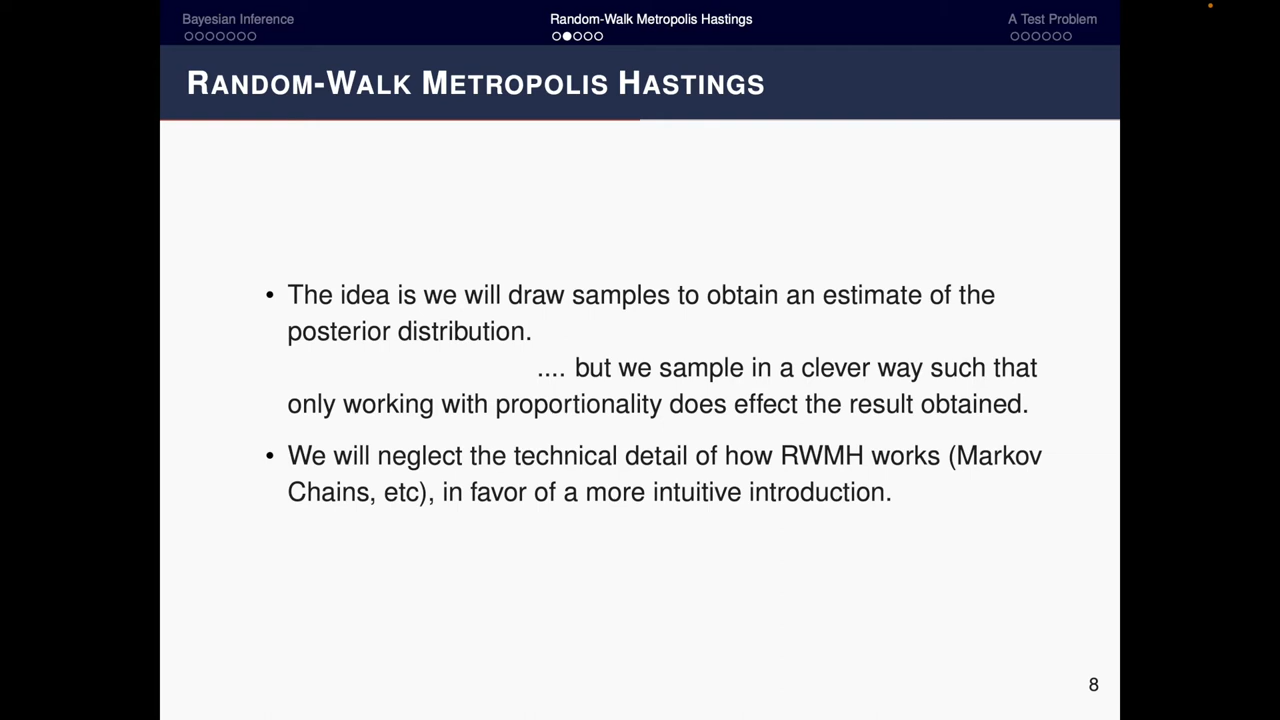 Bayesian Inference
Random-Walk Metropolis Hastings
A Test Problem
RANDOM-WALK METROPOLIS HASTINGS
• The idea is we will draw samples to obtain an estimate of the
posterior distribution.
.... but we sample in a clever way such that
only working with proportionality does effect the result obtained.
• We will neglect the technical detail of how RWMH works (Markov
Chains, etc), in favor of a more intuitive introduction.
8